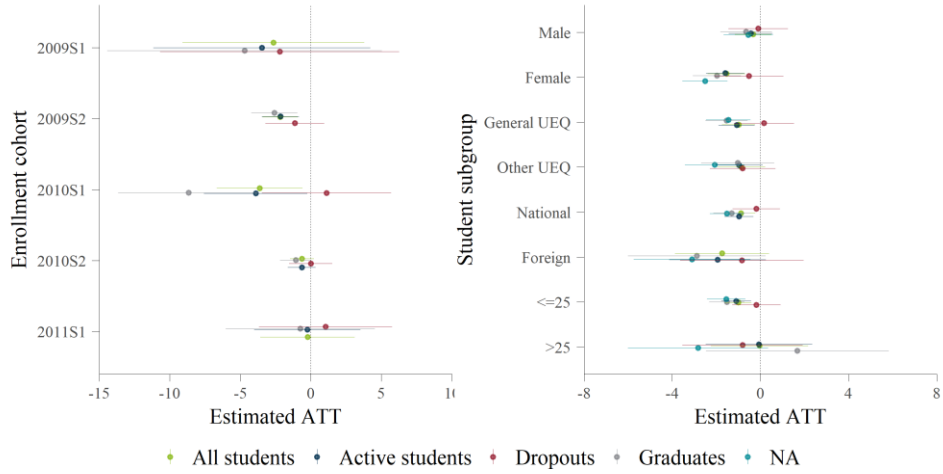 Enrollment cohort
2009S1
2009S2
2010S1
2010S2
2011S1
-15 -10 -5 0 5 10
Estimated ATT
Student subgroup
Male
Female
General UEQ
Other UEQ
National
Foreign
<=25
>25
-8 -4 0 4 8
Estimated ATT
All students Active students Dropouts Graduates NA